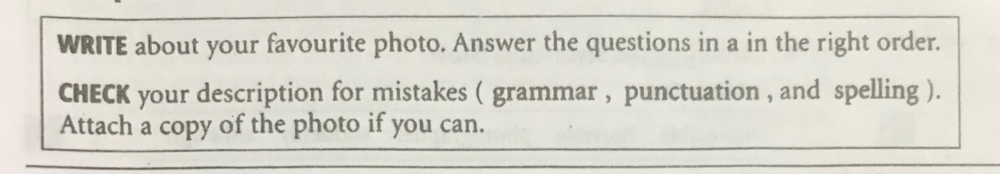 WRITE about your favourite photo. Answer the questions in a in the right order.
CHECK your description for mistakes ( grammar , punctuation , and spelling ).
Attach a copy of the photo if you can.